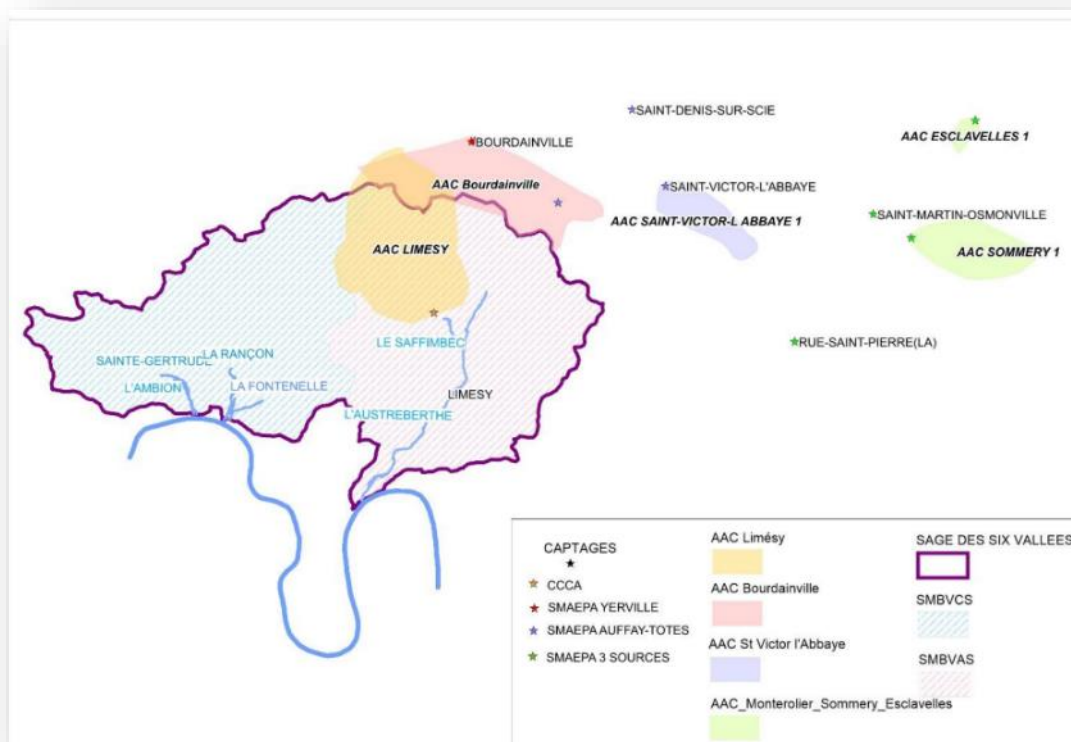 SAINT-DENIS-SUR-SCIE
AAC ESCLAVELLES 1
BOURDAINVILLE
AAC Bourdainville
SAINT-VICTOR-L'ABBAYE
AAC SAINT-VICTOR-L ABBAYE 1
SAINT-MARTIN-OSMONVILLE
AAC LIMESY
AAC SOMMERY 1
LE SAFFIMBEC
RUE-SAINT-PIERRE(LA)
LA RANÇON
SAINTE-GERTRUDE
L'AMBION
LA FONTENELLE
LIMESY
L'AUSTREBERTHE
CAPTAGES
CCCA
SMAEPA YERVILLE
SMAEPA AUFFAY-TOTES
SMAEPA 3 SOURCES
AAC Limésy
AAC Bourdainville
AAC St Victor l'Abbaye
AAC_Monterolier_Sommery_Esclavelles
SAGE DES SIX VALLEES
SMBVCS
SMBVAS